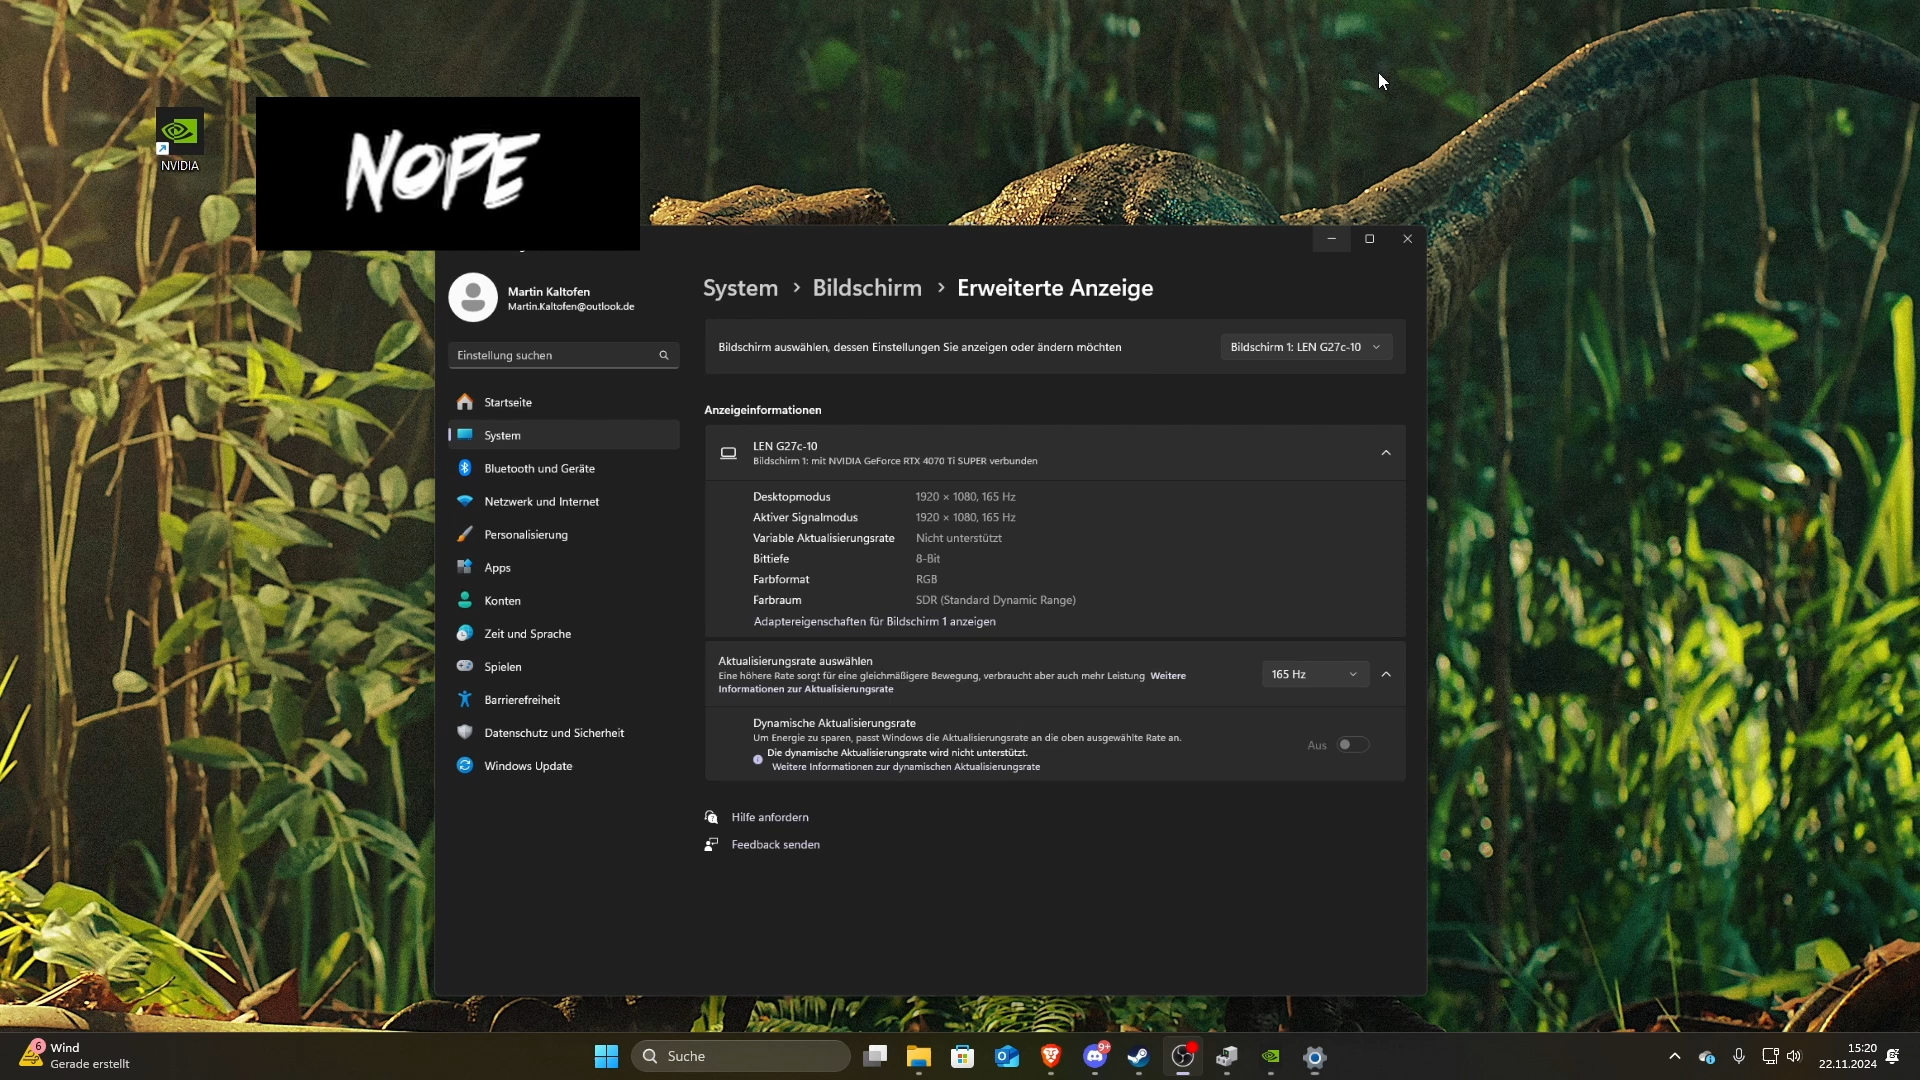 NVIDIA
NOPE
Martin Kaltofen
Martin.Kaltofen@outlook.de
Einstellung suchen
Startseite
System
Bluetooth und Geräte
Netzwerk und Internet
Personalisierung
Apps
Konten
Zeit und Sprache
Spielen
Barrierefreiheit
Datenschutz und Sicherheit
Windows Update
System › Bildschirm › Erweiterte Anzeige
Bildschirm auswählen, dessen Einstellungen Sie anzeigen oder ändern möchten
Bildschirm 1: LEN G27c-10
Anzeigeinformationen
LEN G27c-10
Bildschirm 1: mit NVIDIA GeForce RTX 4070 Ti SUPER verbunden
Desktopmodus 1920 × 1080, 165 Hz
Aktiver Signalmodus 1920 × 1080, 165 Hz
Variable Aktualisierungsrate Nicht unterstützt
Bittiefe 8-Bit
Farbformat RGB
Farbraum SDR (Standard Dynamic Range)
Adaptereigenschaften für Bildschirm 1 anzeigen
Aktualisierungsrate auswählen
Eine höhere Rate sorgt für eine gleichmäßigere Bewegung, verbraucht aber auch mehr Leistung Weitere
Informationen zur Aktualisierungsrate
165 Hz
Dynamische Aktualisierungsrate
Um Energie zu sparen, passt Windows die Aktualisierungsrate an die oben ausgewählte Rate an.
Die dynamische Aktualisierungsrate wird nicht unterstützt.
Weitere Informationen zur dynamischen Aktualisierungsrate
Aus
Hilfe anfordern
Feedback senden
6
Wind
Gerade erstellt
Suche
9+
15:20
22.11.2024